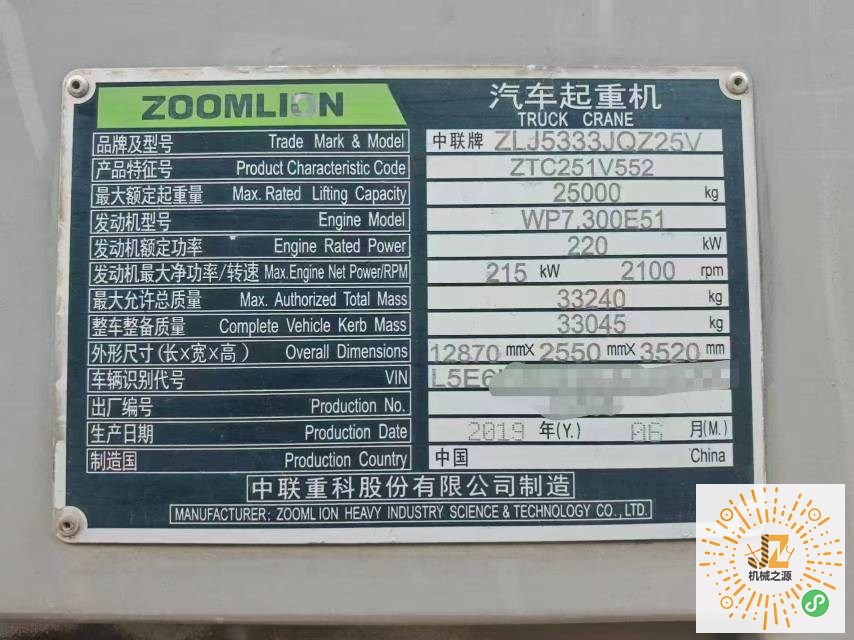 ZOOMLION
汽车起重机
TRUCK CRANE
品牌及型号 Trade Mark & Model 中联牌 ZLJ5333JQZ25V
产品特征号 Product Characteristic Code ZTC251V552
最大额定起重量 Max. Rated Lifting Capacity 25000 kg
发动机型号 Engine Model WP7.300E51
发动机额定功率 Engine Rated Power 220 kW
发动机最大净功率/转速 Max.Engine Net Power/RPM 215 kW 2100 rpm
最大允许总质量 Max. Authorized Total Mass 33240 kg
整车整备质量 Complete Vehicle Kerb Mass 33045 kg
外形尺寸(长×宽×高) Overall Dimensions 12870 mm× 2550 mm× 3520 mm
车辆识别代号 VIN L5E6
出厂编号 Production No.
生产日期 Production Date 2019 年(Y.) 06 月(M.)
制造国 Production Country 中国 China
中联重科股份有限公司制造
MANUFACTURER: ZOOMLION HEAVY INDUSTRY SCIENCE & TECHNOLOGY CO., LTD.
JZ
机械之源